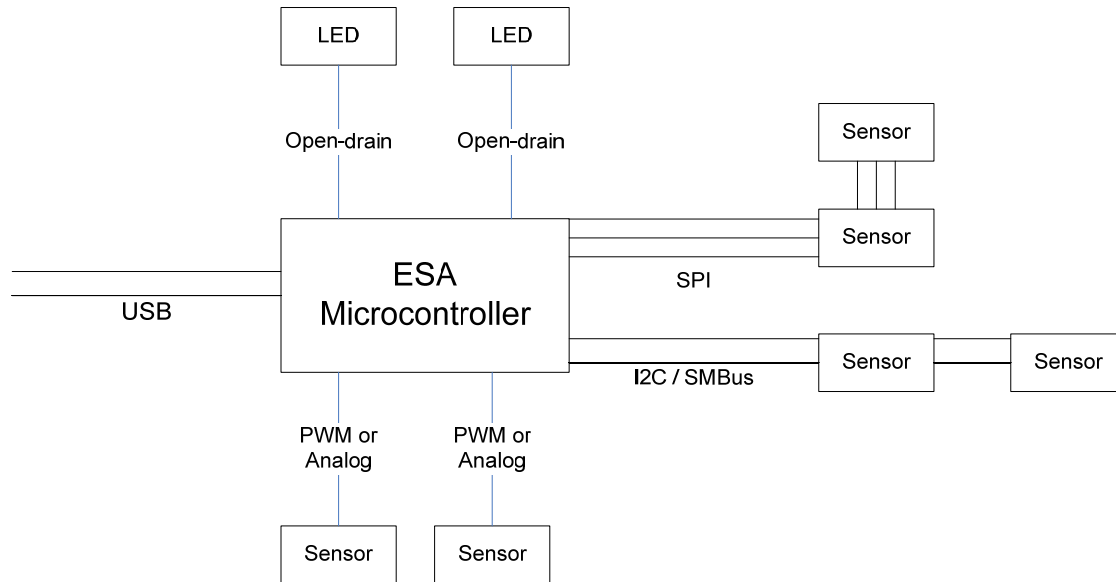 LED
LED
Open-drain
Open-drain
Sensor
Sensor
SPI
ESA
Microcontroller
USB
Sensor
Sensor
I2C / SMBus
PWM or
Analog
PWM or
Analog
Sensor
Sensor